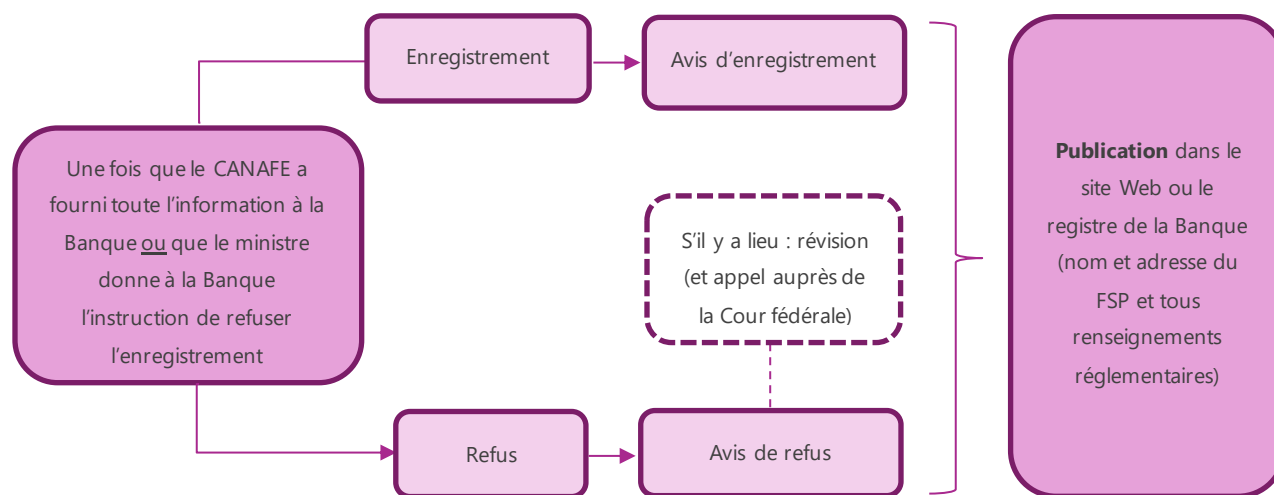 Enregistrement
Avis d'enregistrement
Une fois que le CANAFE a
fourni toute l'information à la
Banque ou que le ministre
donne à la Banque
l'instruction de refuser
l'enregistrement
S'il y a lieu : révision
(et appel auprès de
la Cour fédérale)
Refus
Avis de refus
Publication dans le
site Web ou le
registre de la Banque
(nom et adresse du
FSP et tous
renseignements
réglementaires)